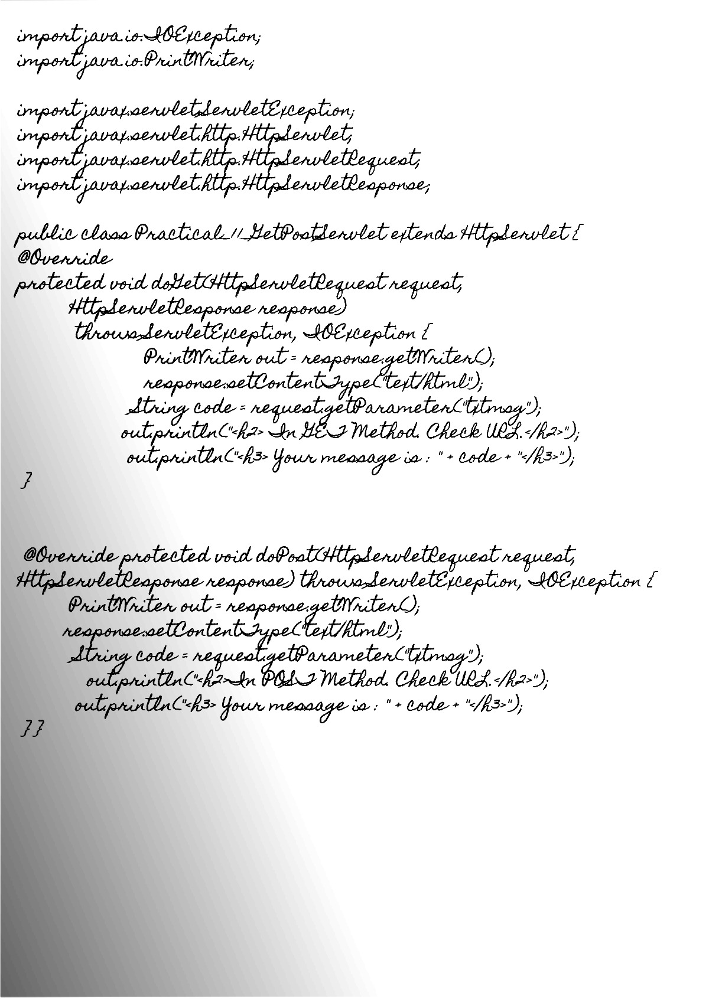 import java.io.IOException;
import java.io.PrintWriter;
import javax.servlet.ServletException;
import javax.servlet.http.HttpServlet;
import javax.servlet.http.HttpServletRequest;
import javax.servlet.http.HttpServletResponse;
public class Practical_11_GetPostServlet extends HttpServlet {
@Override
protected void doGet(HttpServletRequest request,
HttpServletResponse response)
throws ServletException, IOException {
PrintWriter out = response.getWriter();
response.setContentType("text/html");
String code = request.getParameter("txtmsg");
out.println("<h2> In GET Method. Check URL.</h2>");
out.println("<h3> Your message is : " + code + "</h3>");
}
@Override protected void doPost(HttpServletRequest request,
HttpServletResponse response) throws ServletException, IOException {
PrintWriter out = response.getWriter();
response.setContentType("text/html");
String code = request.getParameter("txtmsg");
out.println("<h2>In POST Method. Check URL.</h2>");
out.println("<h3> Your message is : " + code + "</h3>");
}}